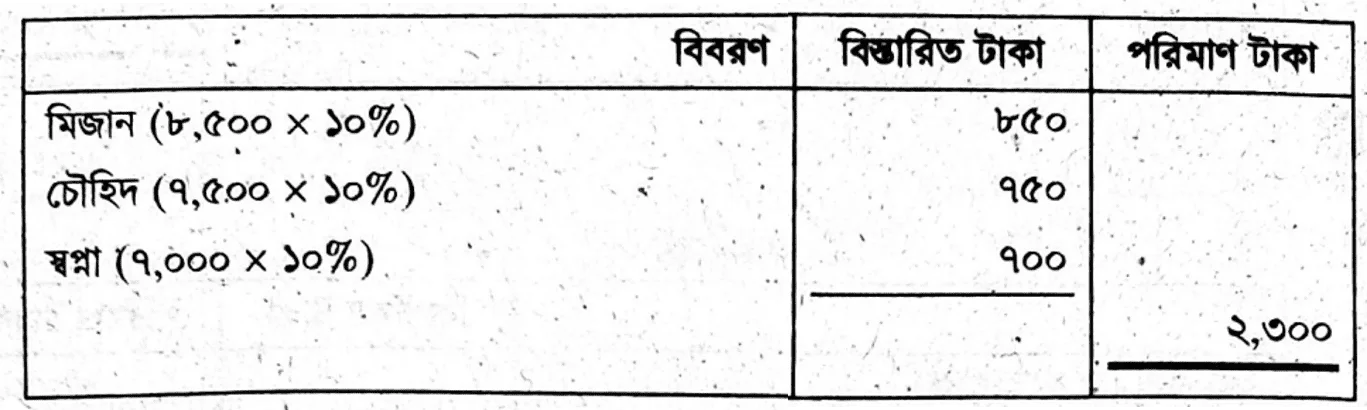 বিবরণ বিস্তারিত টাকা পরিমাণ টাকা
মিজান (৮,৫০০ × ১০%) ৮৫০
চৌহিদ (৭,৫০০ × ১০%) ৭৫০
স্বপ্না (৭,০০০ × ১০%) ৭০০
২,৩০০